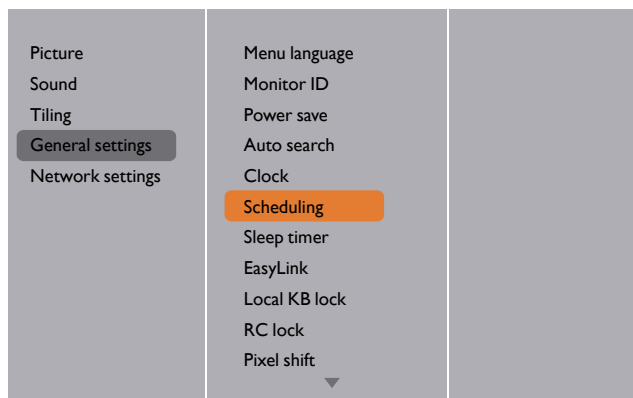 Picture
Sound
Tiling
General settings
Network settings
Menu language
Monitor ID
Power save
Auto search
Clock
Scheduling
Sleep timer
EasyLink
Local KB lock
RC lock
Pixel shift